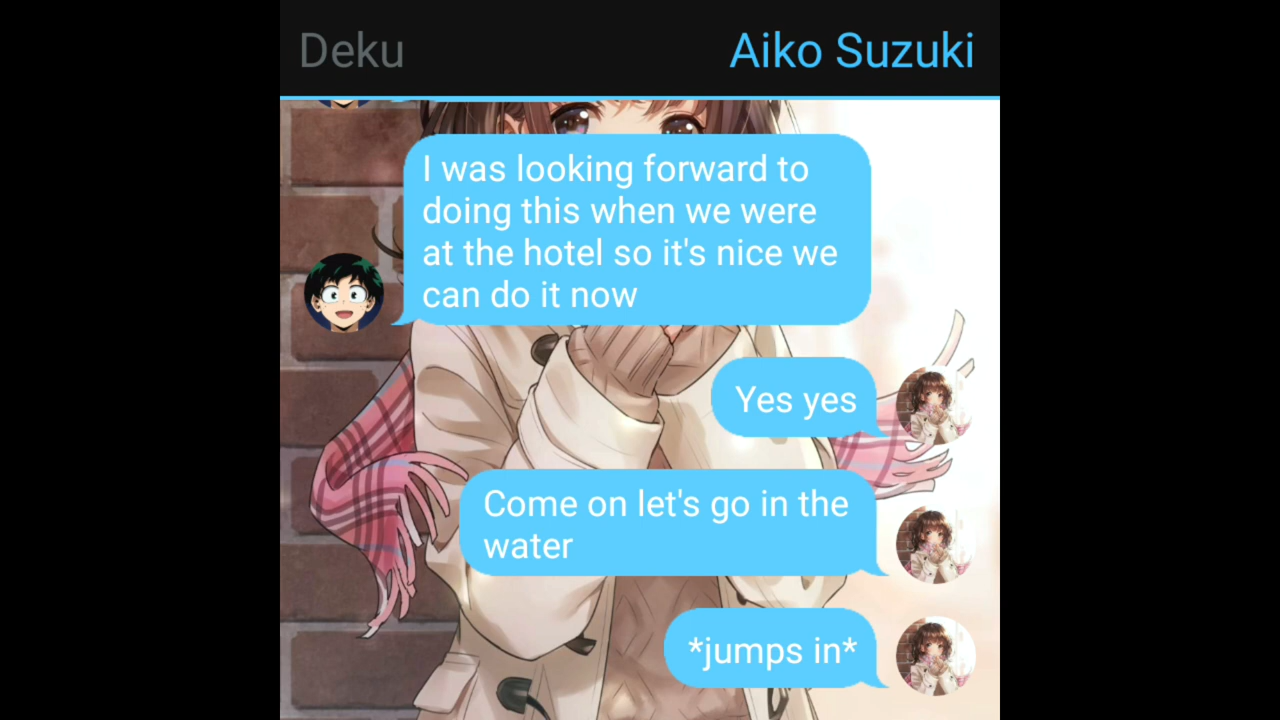 Deku
Aiko Suzuki
I was looking forward to
doing this when we were
at the hotel so it's nice we
can do it now
Yes yes
Come on let's go in the
water
*jumps in*